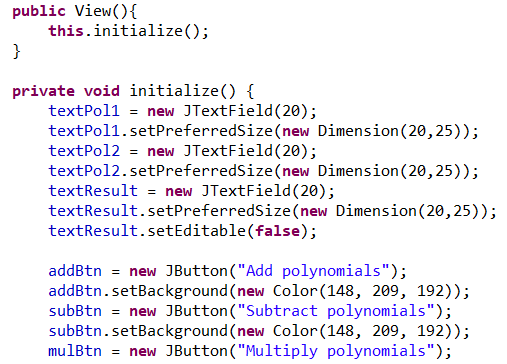 public View(){
    this.initialize();
}

private void initialize() {
    textPol1 = new JTextField(20);
    textPol1.setPreferredSize(new Dimension(20,25));
    textPol2 = new JTextField(20);
    textPol2.setPreferredSize(new Dimension(20,25));
    textResult = new JTextField(20);
    textResult.setPreferredSize(new Dimension(20,25));
    textResult.setEditable(false);

    addBtn = new JButton("Add polynomials");
    addBtn.setBackground(new Color(148, 209, 192));
    subBtn = new JButton("Subtract polynomials");
    subBtn.setBackground(new Color(148, 209, 192));
    mulBtn = new JButton("Multiply polynomials");